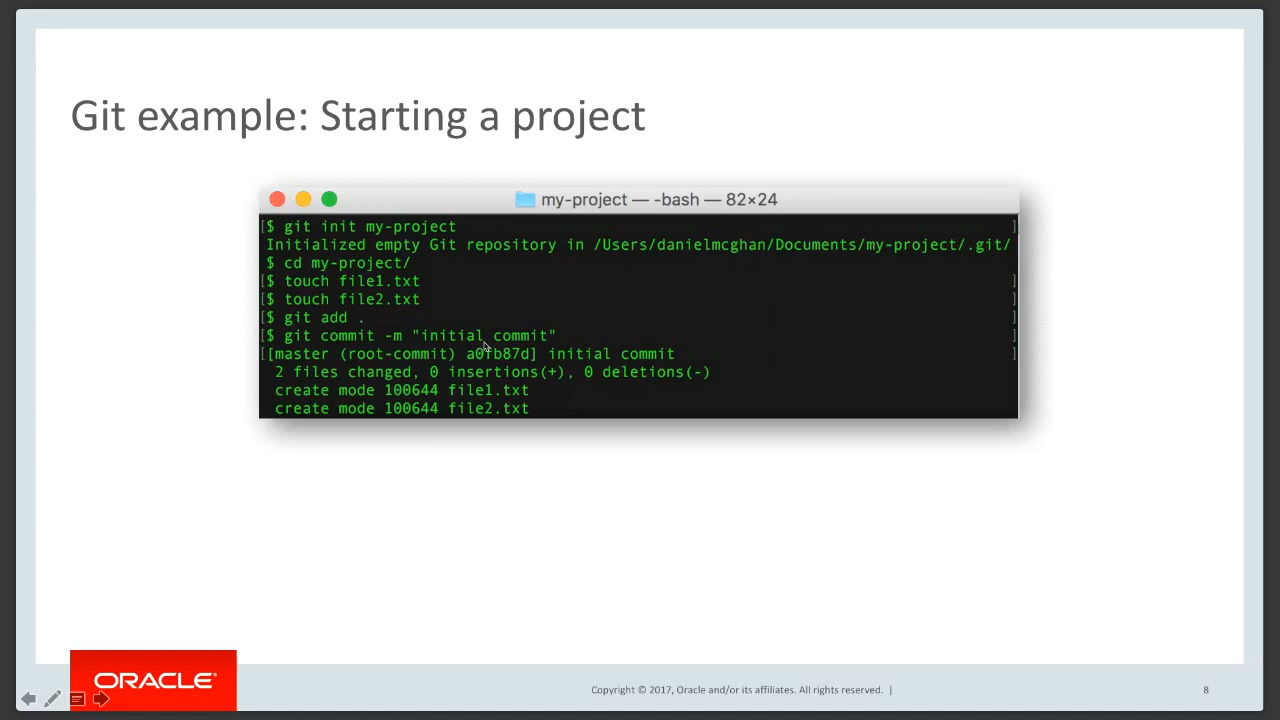 Git example: Starting a project
my-project — -bash — 82×24
[$ git init my-project ]
Initialized empty Git repository in /Users/danielmcghan/Documents/my-project/.git/
$ cd my-project/
[$ touch file1.txt ]
[$ touch file2.txt ]
[$ git add . ]
[$ git commit -m "initial commit" ]
[[master (root-commit) a0fb87d] initial commit ]
2 files changed, 0 insertions(+), 0 deletions(-)
create mode 100644 file1.txt
create mode 100644 file2.txt
ORACLE®
Copyright © 2017, Oracle and/or its affiliates. All rights reserved. |
8